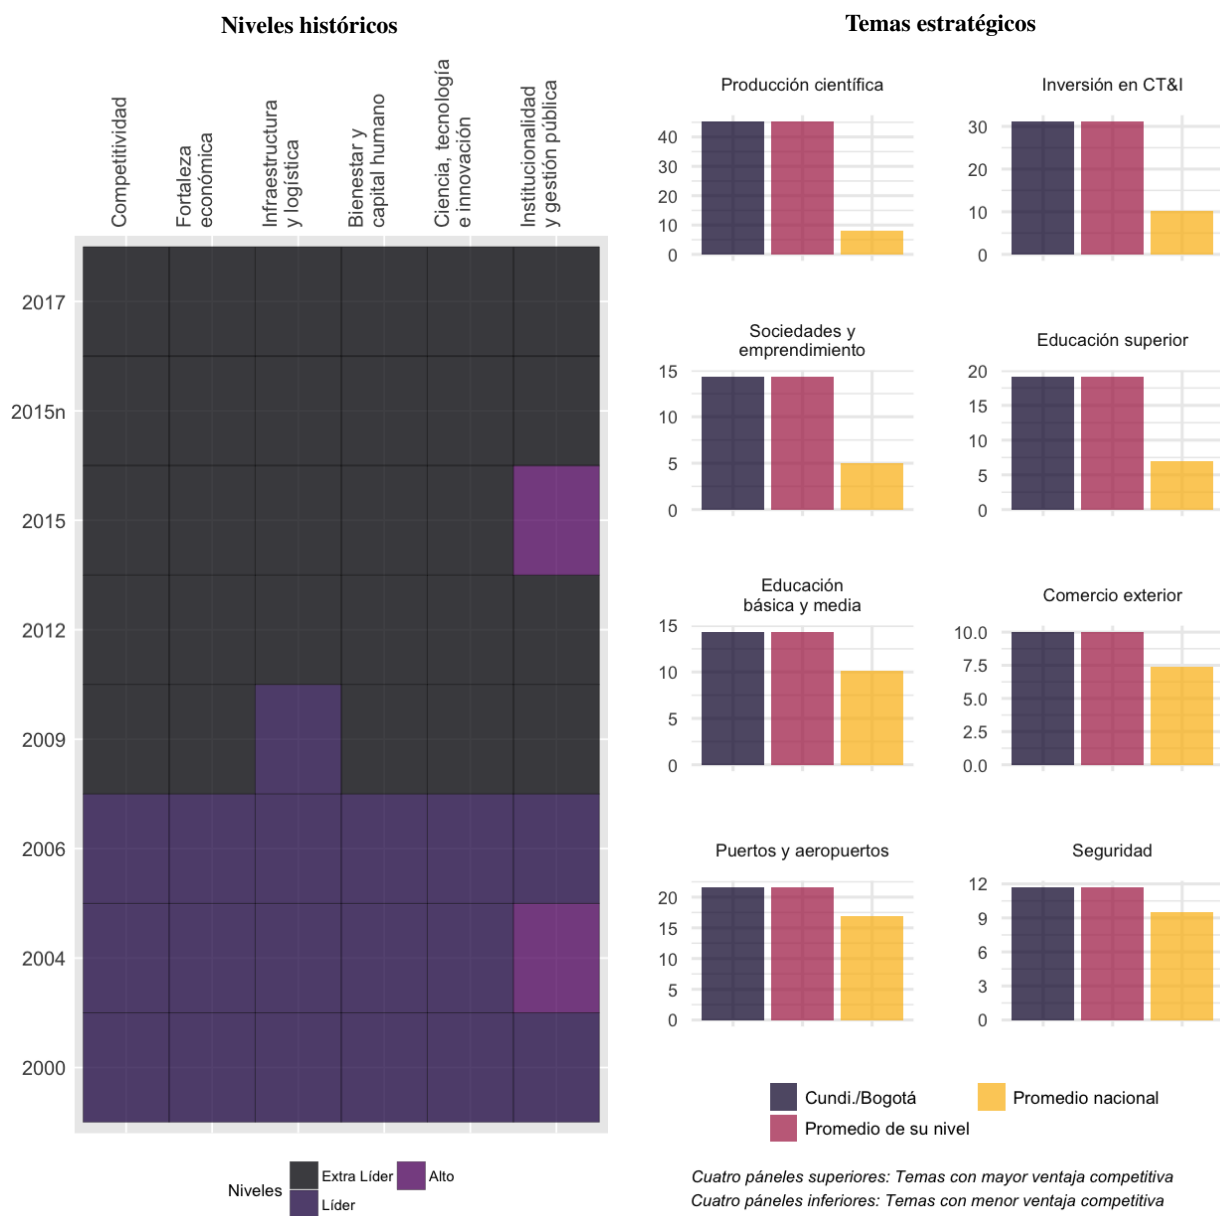 Niveles históricos
Competitividad
Fortaleza
económica
Infraestructura
y logística
Bienestar y
capital humano
Ciencia, tecnología
e innovación
Institucionalidad
y gestión pública
2017
2015n
2015
2012
2009
2006
2004
2000
Niveles
Extra Líder
Alto
Líder
Temas estratégicos
Producción científica
40
30
20
10
0
Inversión en CT&I
30
20
10
0
Sociedades y
emprendimiento
15
10
5
0
Educación superior
20
15
10
5
0
Educación
básica y media
15
10
5
0
Comercio exterior
10.0
7.5
5.0
2.5
0.0
Puertos y aeropuertos
20
15
10
5
0
Seguridad
12
9
6
3
0
Cundi./Bogotá
Promedio nacional
Promedio de su nivel
Cuatro páneles superiores: Temas con mayor ventaja competitiva
Cuatro páneles inferiores: Temas con menor ventaja competitiva